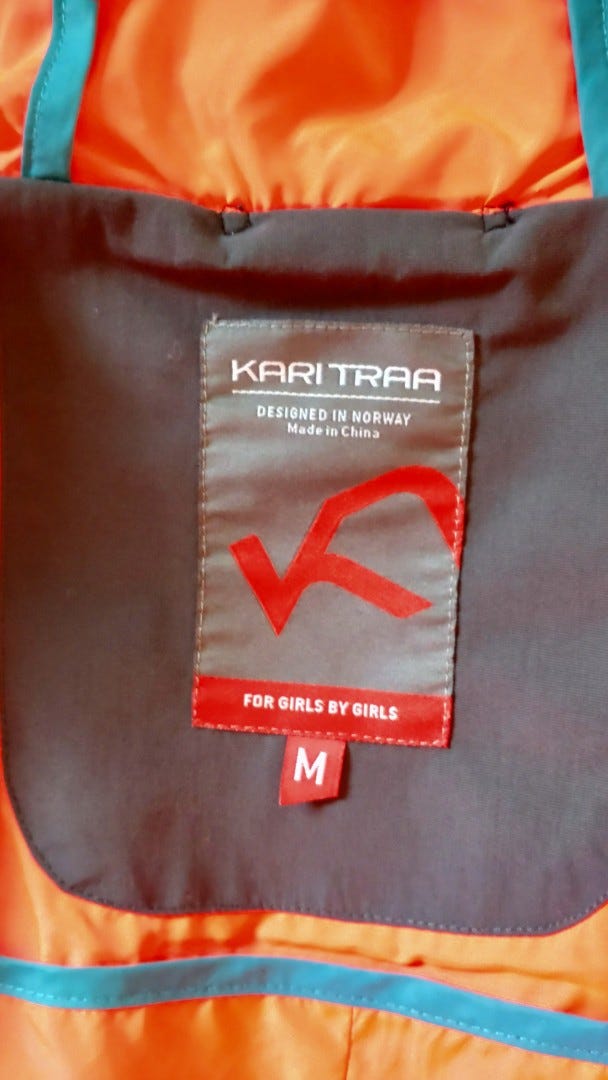 KARI TRAA
DESIGNED IN NORWAY
Made in China
FOR GIRLS BY GIRLS
M